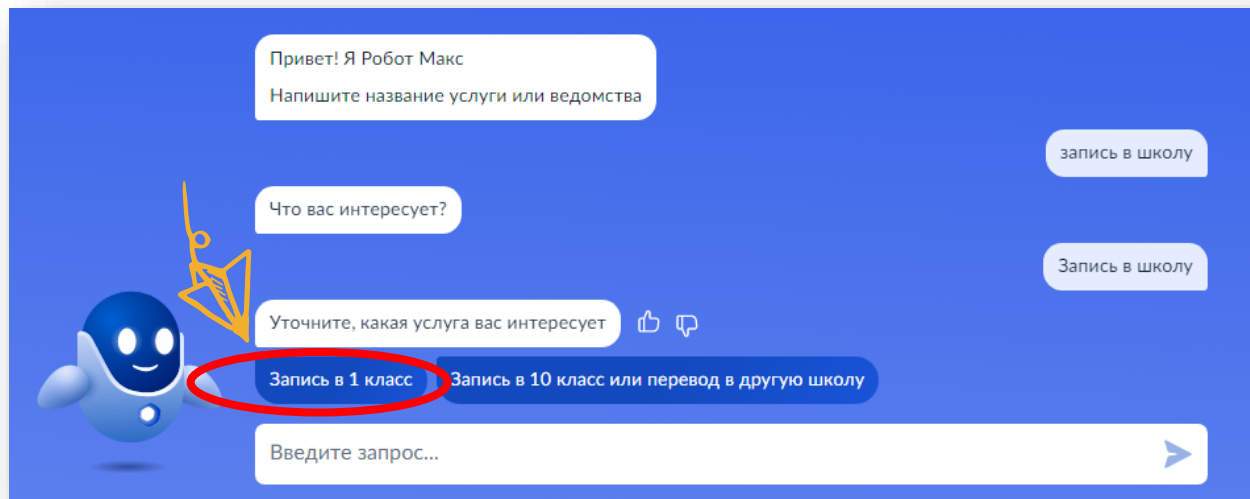 Привет! Я Робот Макс
Напишите название услуги или ведомства
запись в школу
Что вас интересует?
Запись в школу
Уточните, какая услуга вас интересует
Запись в 1 класс
Запись в 10 класс или перевод в другую школу
Введите запрос...